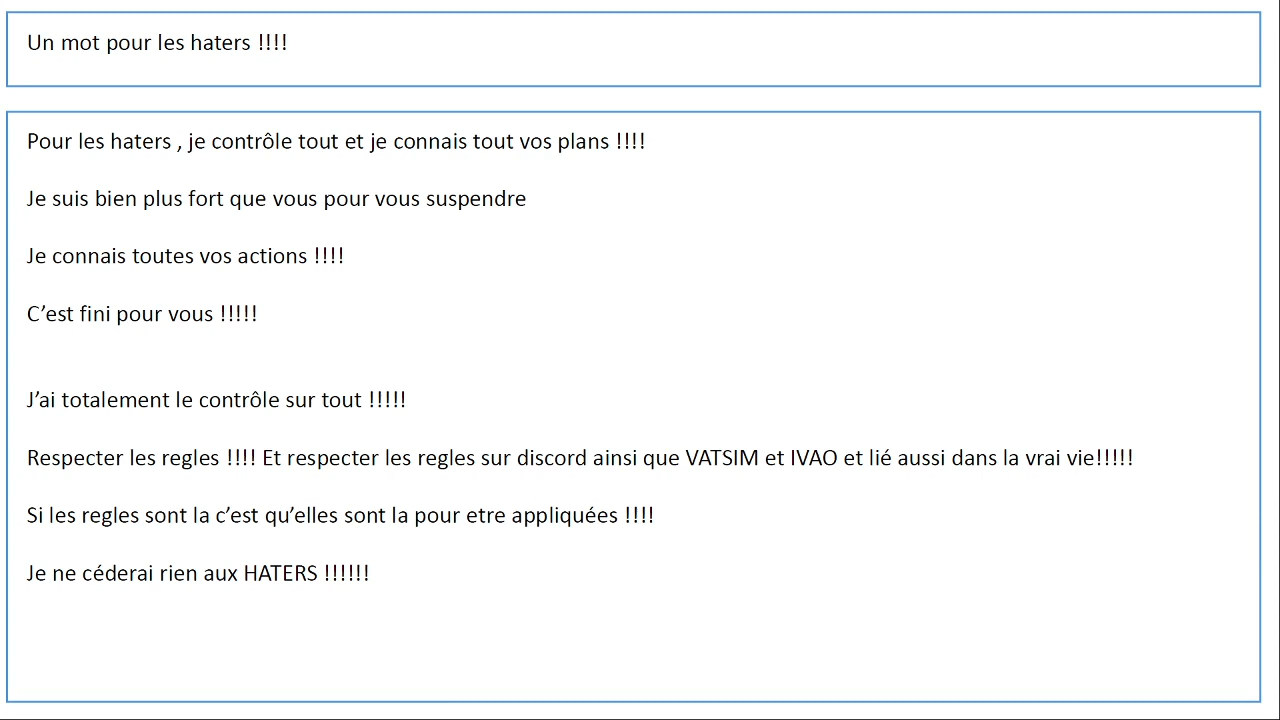 Un mot pour les haters !!!!
Pour les haters , je contrôle tout et je connais tout vos plans !!!!
Je suis bien plus fort que vous pour vous suspendre
Je connais toutes vos actions !!!!
C’est fini pour vous !!!!!
J’ai totalement le contrôle sur tout !!!!!
Respecter les regles !!!! Et respecter les regles sur discord ainsi que VATSIM et IVAO et lié aussi dans la vrai vie!!!!!
Si les regles sont la c’est qu’elles sont la pour etre appliquées !!!!
Je ne céderai rien aux HATERS !!!!!!